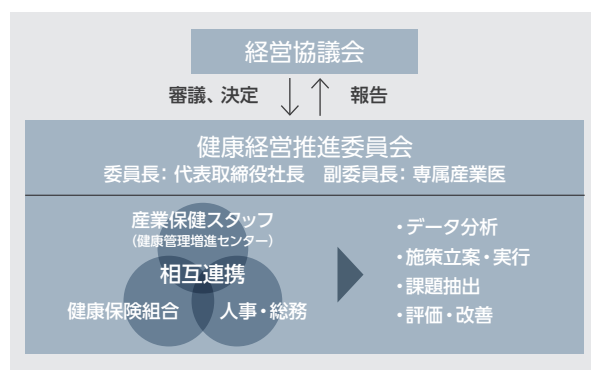 経営協議会
審議、決定
報告
健康経営推進委員会
委員長：代表取締役社長　副委員長：専属産業医
産業保健スタッフ
（健康管理増進センター）
相互連携
健康保険組合
人事・総務
・データ分析
・施策立案・実行
・課題抽出
・評価・改善